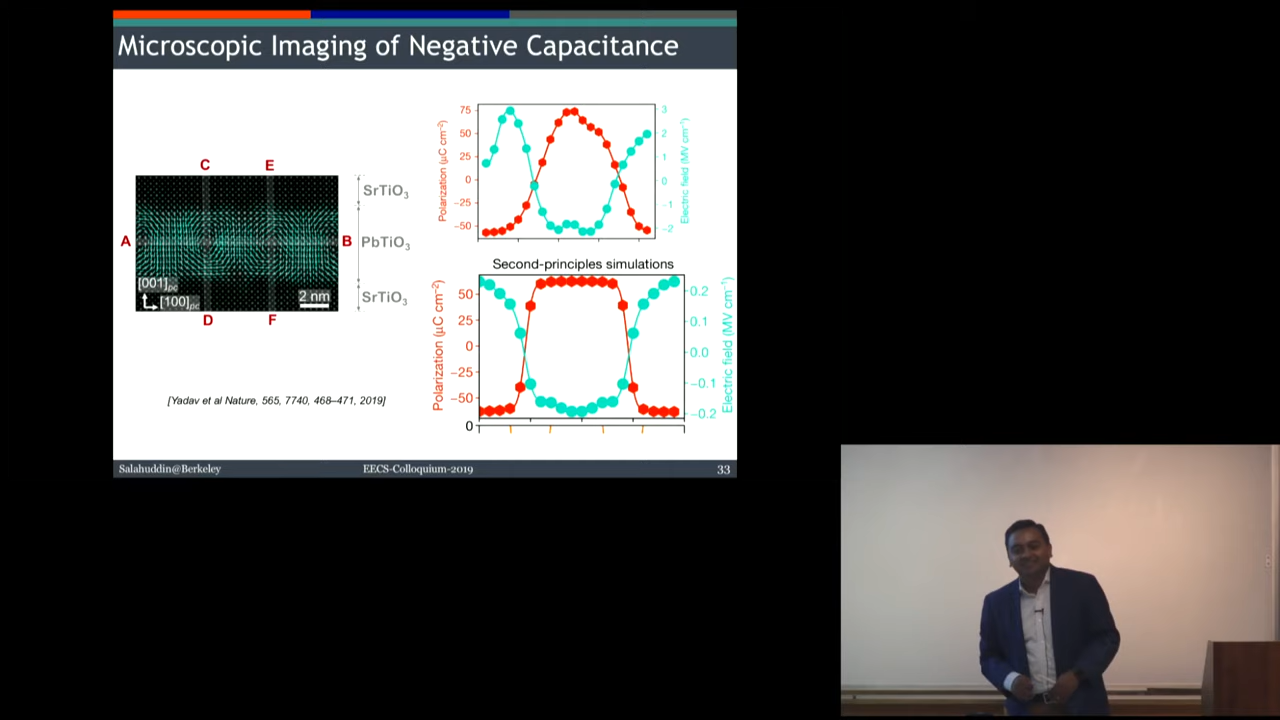 Microscopic Imaging of Negative Capacitance
C E
A B
D F
SrTiO₃
PbTiO₃
SrTiO₃
[001]pc
[100]pc
2 nm
[Yadav et al Nature, 565, 7740, 468–471, 2019]
Polarization (μC cm⁻²)
75
50
25
0
−25
−50
Electric field (MV cm⁻¹)
3
2
1
0
−1
−2
Second-principles simulations
Polarization (μC cm⁻²)
50
25
0
−25
−50
0
Electric field (MV cm⁻¹)
0.2
0.1
0.0
−0.1
−0.2
Salahuddin@Berkeley EECS-Colloquium-2019 33